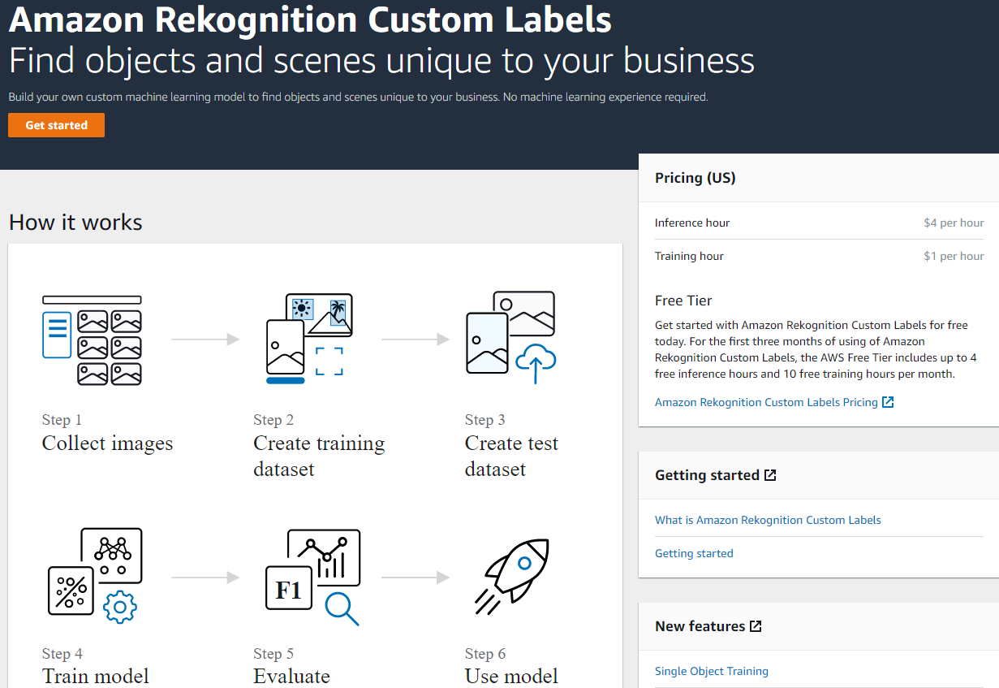 Amazon Rekognition Custom Labels
Find objects and scenes unique to your business
Build your own custom machine learning model to find objects and scenes unique to your business. No machine learning experience required.
Get started
How it works
Step 1
Collect images
Step 2
Create training
dataset
Step 3
Create test
dataset
Step 4
Train model
F1
Step 5
Evaluate
Step 6
Use model
Pricing (US)
Inference hour $4 per hour
Training hour $1 per hour
Free Tier
Get started with Amazon Rekognition Custom Labels for free
today. For the first three months of using of Amazon
Rekognition Custom Labels, the AWS Free Tier includes up to 4
free inference hours and 10 free training hours per month.
Amazon Rekognition Custom Labels Pricing
Getting started
What is Amazon Rekognition Custom Labels
Getting started
New features
Single Object Training